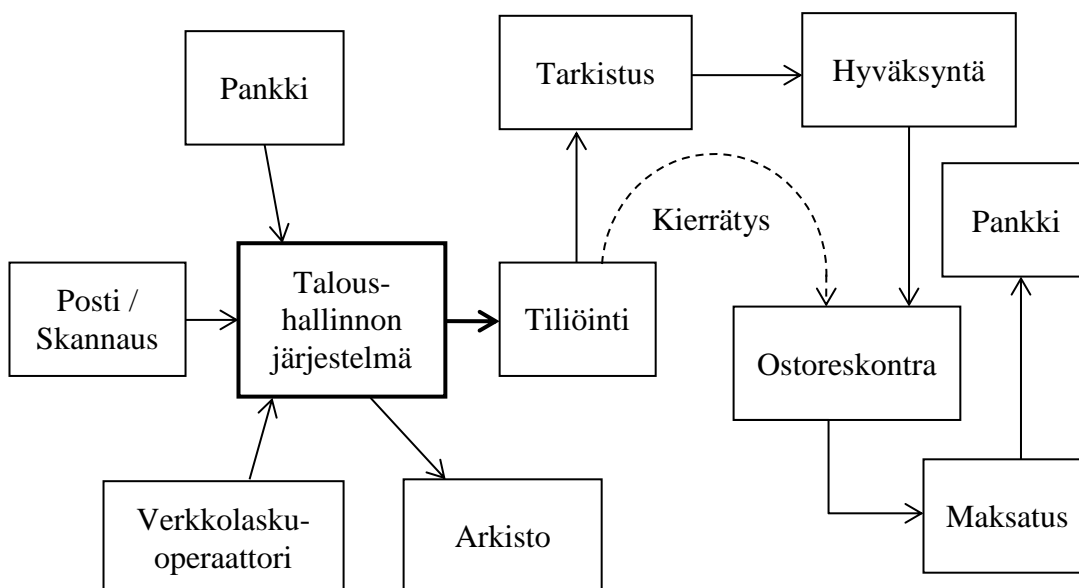 Pankki
Tarkistus
Hyväksyntä
Kierrätys
Pankki
Posti /
Skannaus
Talous-
hallinnon
järjestelmä
Tiliöinti
Ostoreskontra
Verkkolasku-
operaattori
Arkisto
Maksatus